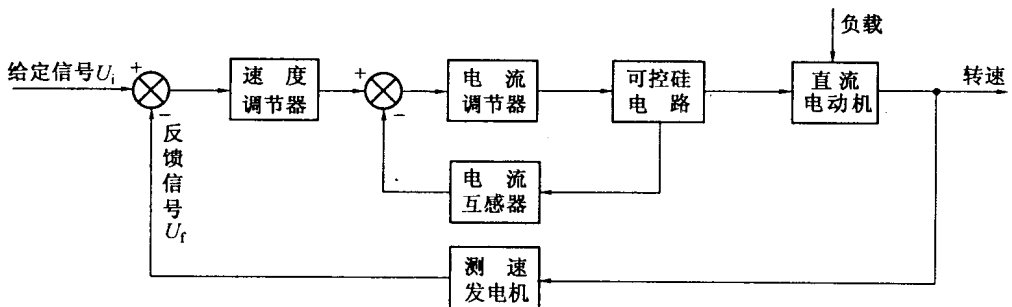 负载
给定信号Ui
+
−
速 度
调节器
+
−
电 流
调节器
可控硅
电 路
直流
电动机
转速
反馈信号Uf
电 流
互感器
测 速
发电机